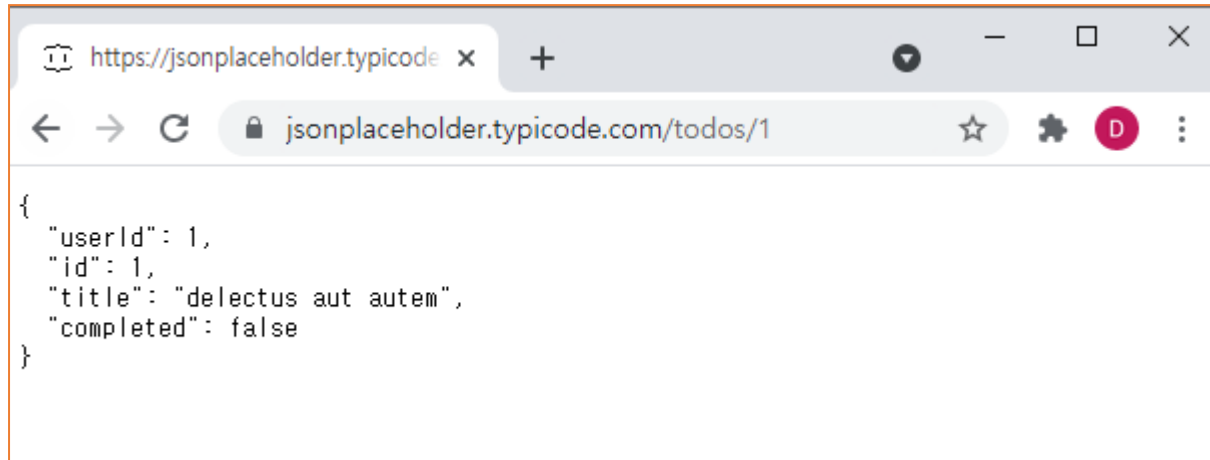 https://jsonplaceholder.typicode
jsonplaceholder.typicode.com/todos/1
D
{
  "userId": 1,
  "id": 1,
  "title": "delectus aut autem",
  "completed": false
}